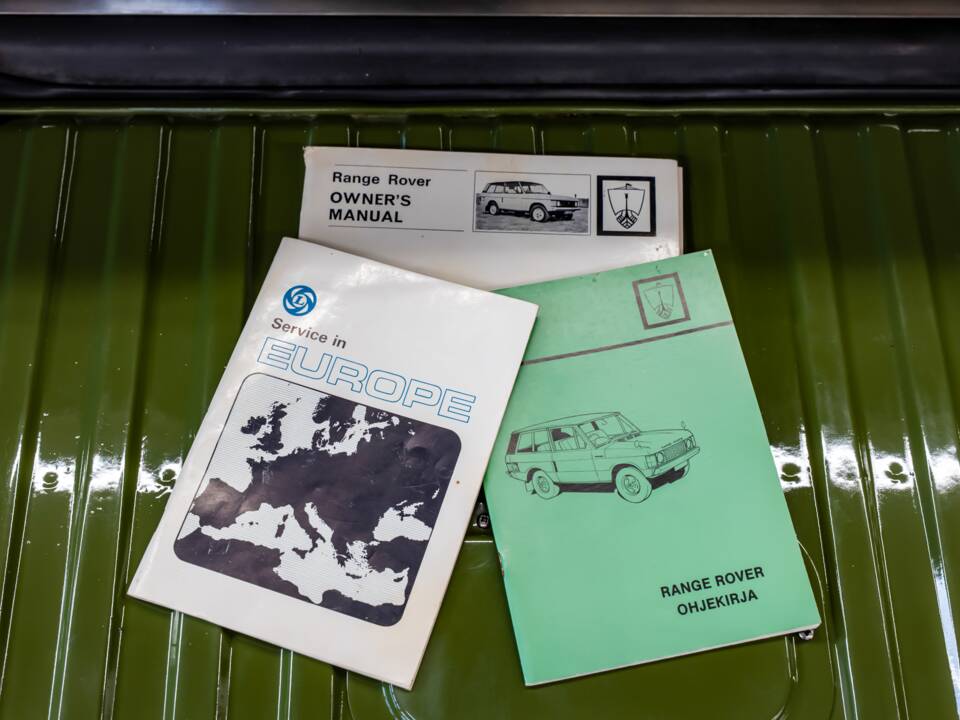 Range Rover
OWNER'S
MANUAL
L
Service in
EUROPE
RANGE ROVER
OHJEKIRJA